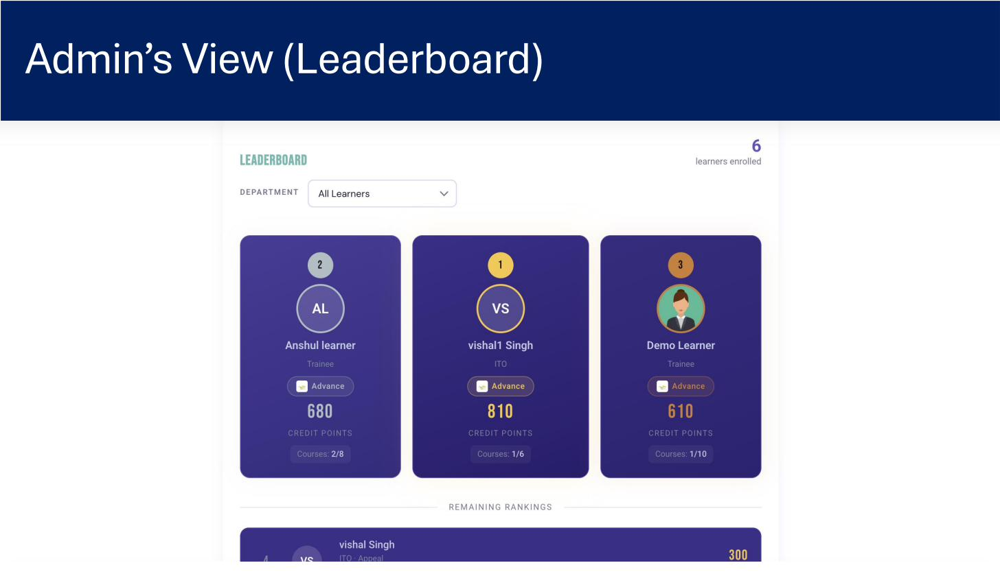 Admin’s View (Leaderboard)
6
learners enrolled
LEADERBOARD
DEPARTMENT
All Learners
2
AL
Anshul learner
Trainee
Advance
680
CREDIT POINTS
Courses: 2/8
1
VS
vishal1 Singh
ITO
Advance
810
CREDIT POINTS
Courses: 1/6
3
Demo Learner
Trainee
Advance
610
CREDIT POINTS
Courses: 1/10
REMAINING RANKINGS
4
VS
vishal Singh
ITO · Appeal
300